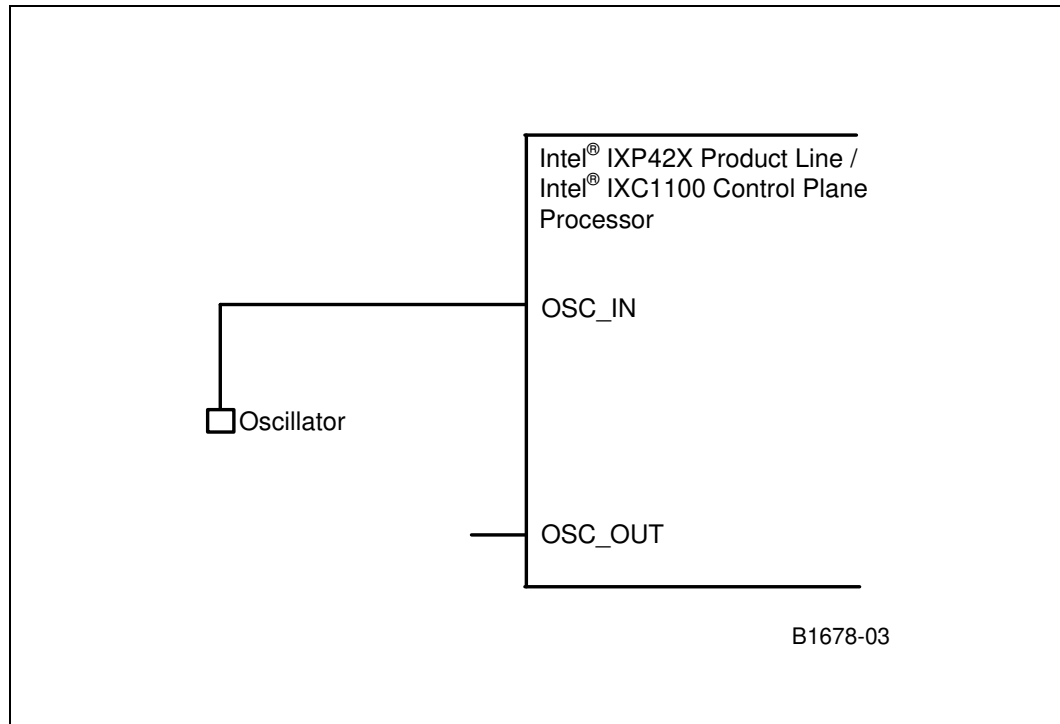 Intel® IXP42X Product Line /
Intel® IXC1100 Control Plane
Processor
OSC_IN
Oscillator
OSC_OUT
B1678-03